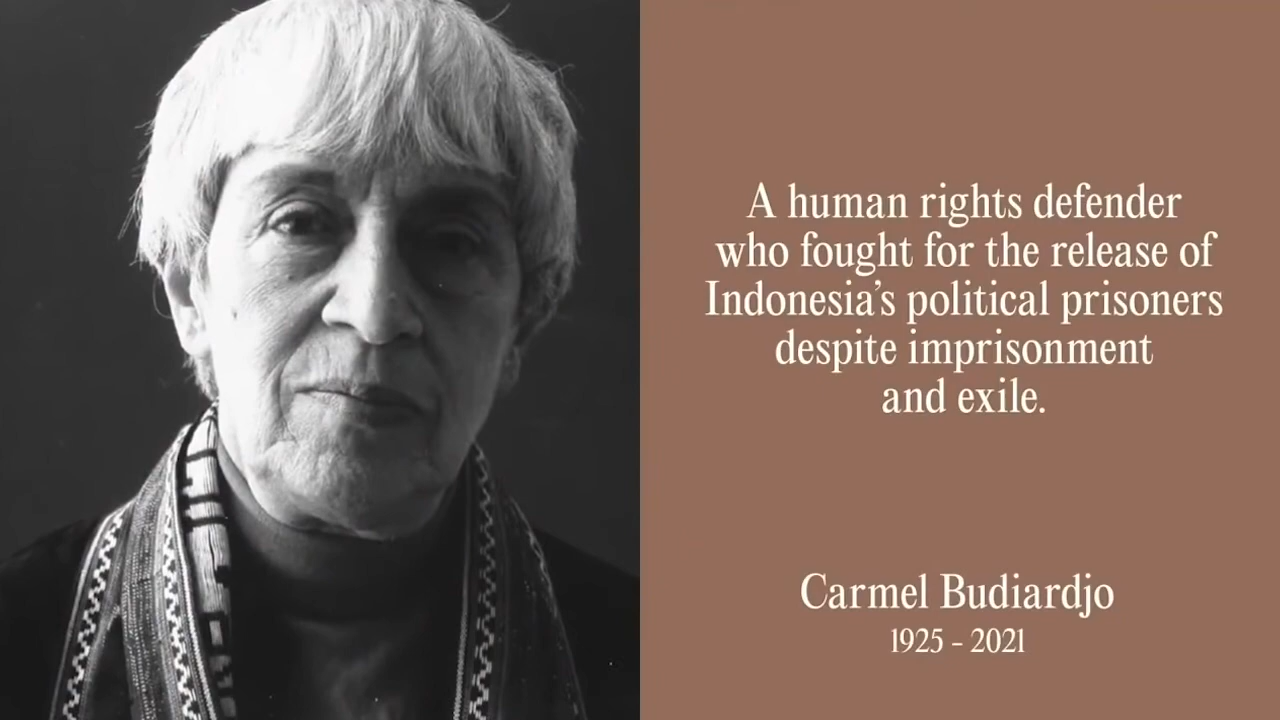 A human rights defender
who fought for the release of
Indonesia’s political prisoners
despite imprisonment
and exile.
Carmel Budiardjo
1925 - 2021